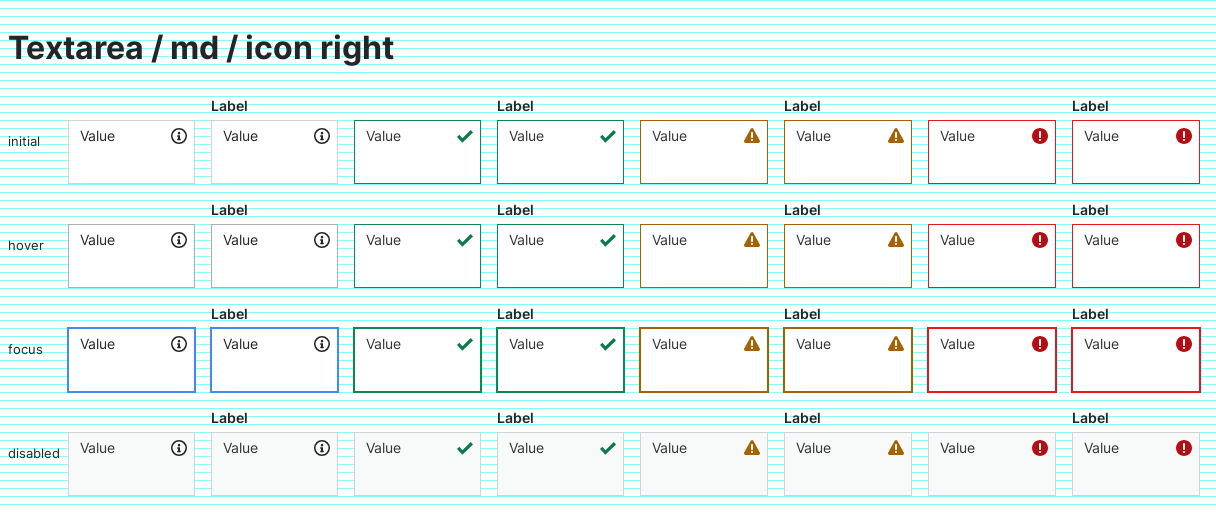 Textarea / md / icon right
Label Label Label Label
initial Value Value Value Value Value Value Value Value
Label Label Label Label
hover Value Value Value Value Value Value Value Value
Label Label Label Label
focus Value Value Value Value Value Value Value Value
Label Label Label Label
disabled Value Value Value Value Value Value Value Value